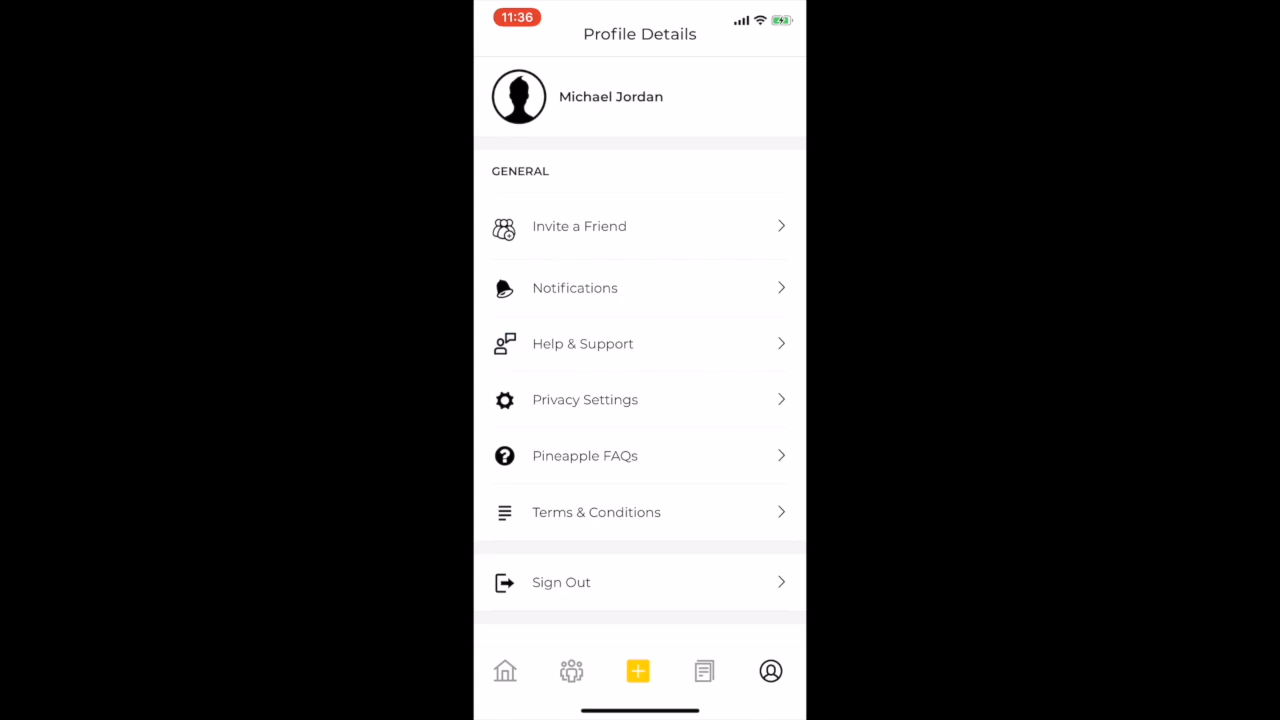 11:36
Profile Details
Michael Jordan
GENERAL
Invite a Friend
Notifications
Help & Support
Privacy Settings
Pineapple FAQs
Terms & Conditions
Sign Out